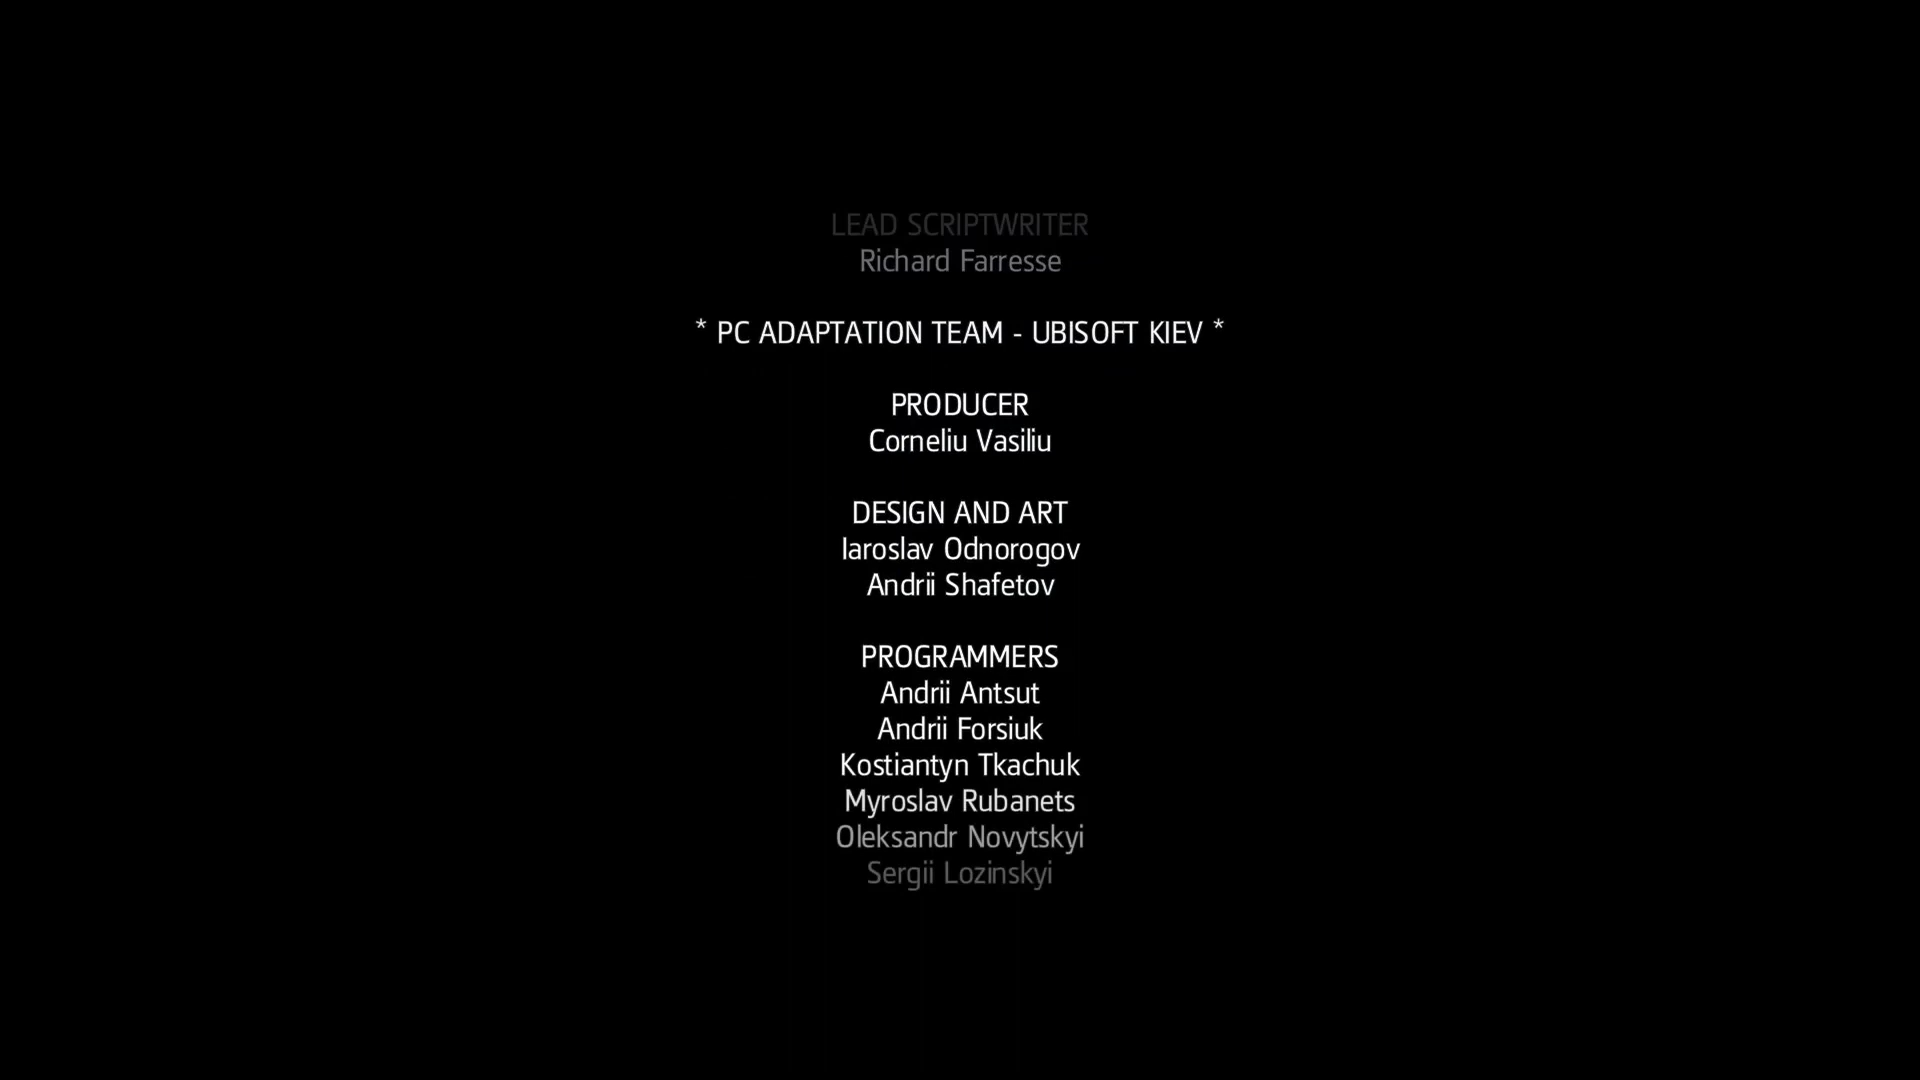 LEAD SCRIPTWRITER
Richard Farresse
* PC ADAPTATION TEAM - UBISOFT KIEV *
PRODUCER
Corneliu Vasiliu
DESIGN AND ART
Iaroslav Odnorogov
Andrii Shafetov
PROGRAMMERS
Andrii Antsut
Andrii Forsiuk
Kostiantyn Tkachuk
Myroslav Rubanets
Oleksandr Novytskyi
Sergii Lozinskyi